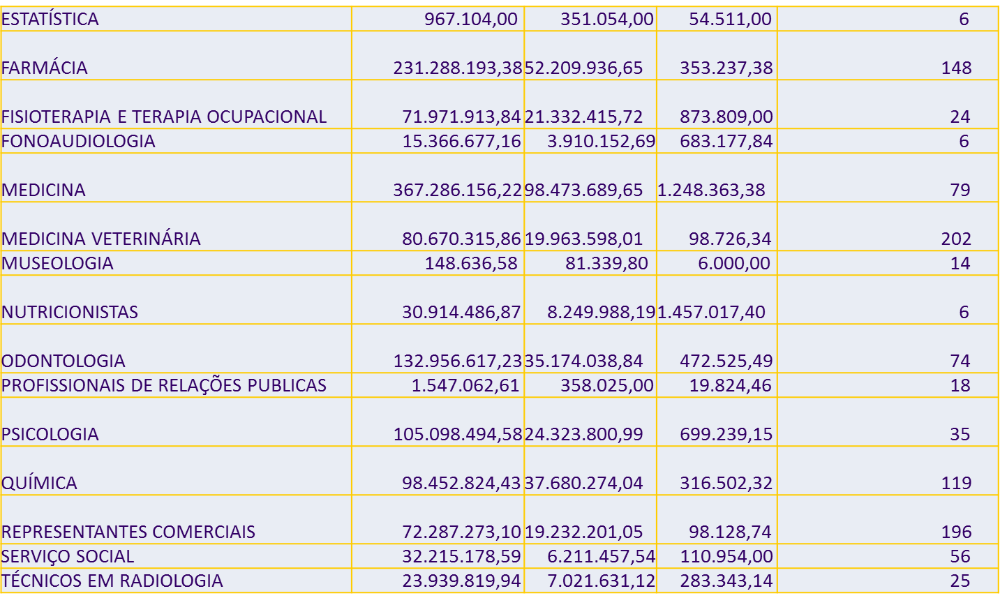 ESTATÍSTICA 967.104,00 351.054,00 54.511,00 6
FARMÁCIA 231.288.193,38 52.209.936,65 353.237,38 148
FISIOTERAPIA E TERAPIA OCUPACIONAL 71.971.913,84 21.332.415,72 873.809,00 24
FONOAUDIOLOGIA 15.366.677,16 3.910.152,69 683.177,84 6
MEDICINA 367.286.156,22 98.473.689,65 1.248.363,38 79
MEDICINA VETERINÁRIA 80.670.315,86 19.963.598,01 98.726,34 202
MUSEOLOGIA 148.636,58 81.339,80 6.000,00 14
NUTRICIONISTAS 30.914.486,87 8.249.988,19 1.457.017,40 6
ODONTOLOGIA 132.956.617,23 35.174.038,84 472.525,49 74
PROFISSIONAIS DE RELAÇÕES PUBLICAS 1.547.062,61 358.025,00 19.824,46 18
PSICOLOGIA 105.098.494,58 24.323.800,99 699.239,15 35
QUÍMICA 98.452.824,43 37.680.274,04 316.502,32 119
REPRESENTANTES COMERCIAIS 72.287.273,10 19.232.201,05 98.128,74 196
SERVIÇO SOCIAL 32.215.178,59 6.211.457,54 110.954,00 56
TÉCNICOS EM RADIOLOGIA 23.939.819,94 7.021.631,12 283.343,14 25